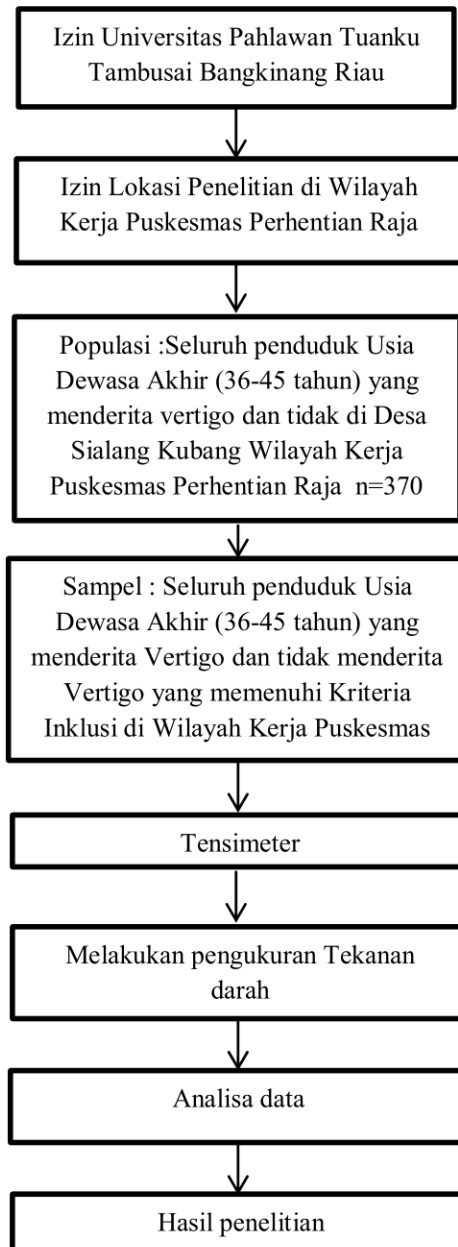 Izin Universitas Pahlawan Tuanku
Tambusai Bangkinang Riau
Izin Lokasi Penelitian di Wilayah
Kerja Puskesmas Perhentian Raja
Populasi :Seluruh penduduk Usia
Dewasa Akhir (36-45 tahun) yang
menderita vertigo dan tidak di Desa
Sialang Kubang Wilayah Kerja
Puskesmas Perhentian Raja n=370
Sampel : Seluruh penduduk Usia
Dewasa Akhir (36-45 tahun) yang
menderita Vertigo dan tidak menderita
Vertigo yang memenuhi Kriteria
Inklusi di Wilayah Kerja Puskesmas
Tensimeter
Melakukan pengukuran Tekanan
darah
Analisa data
Hasil penelitian